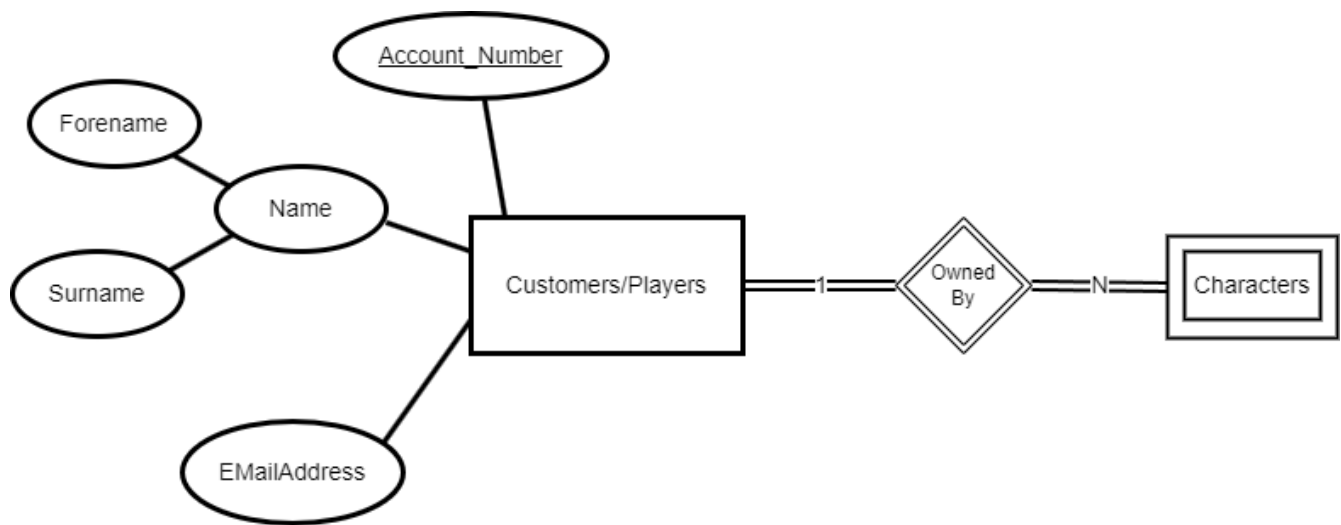 Account_Number
Forename
Name
Surname
Customers/Players
1
Owned
By
N
Characters
EMailAddress